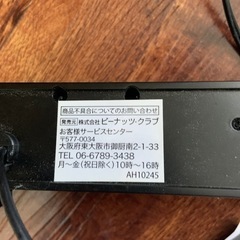 商品不具合についてのお問い合わせ
発売元 株式会社 ピーナッツ・クラブ
お客様サービスセンター
〒577-0034
大阪府東大阪市御厨南2-1-33
TEL 06-6789-3438
月〜金(祝日除く)10時〜16時
AH10245